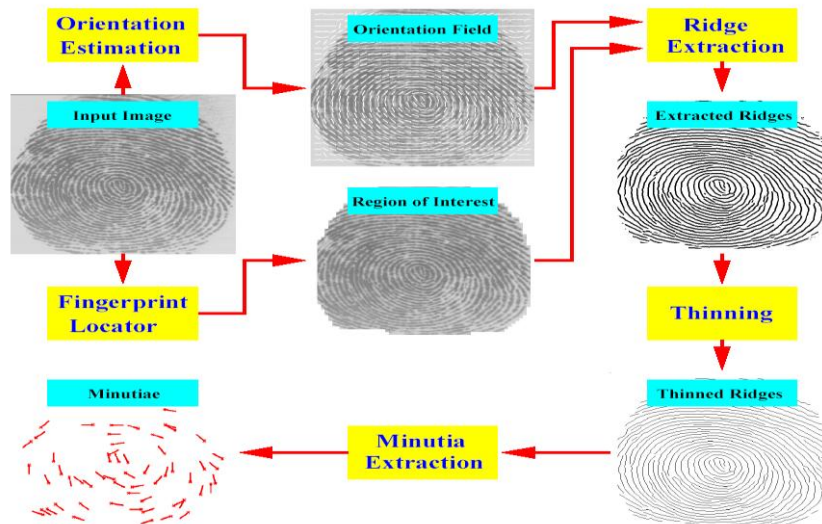 Orientation
Estimation
Orientation Field
Ridge
Extraction
Input Image
Extracted Ridges
Region of Interest
Fingerprint
Locator
Thinning
Minutiae
Thinned Ridges
Minutia
Extraction